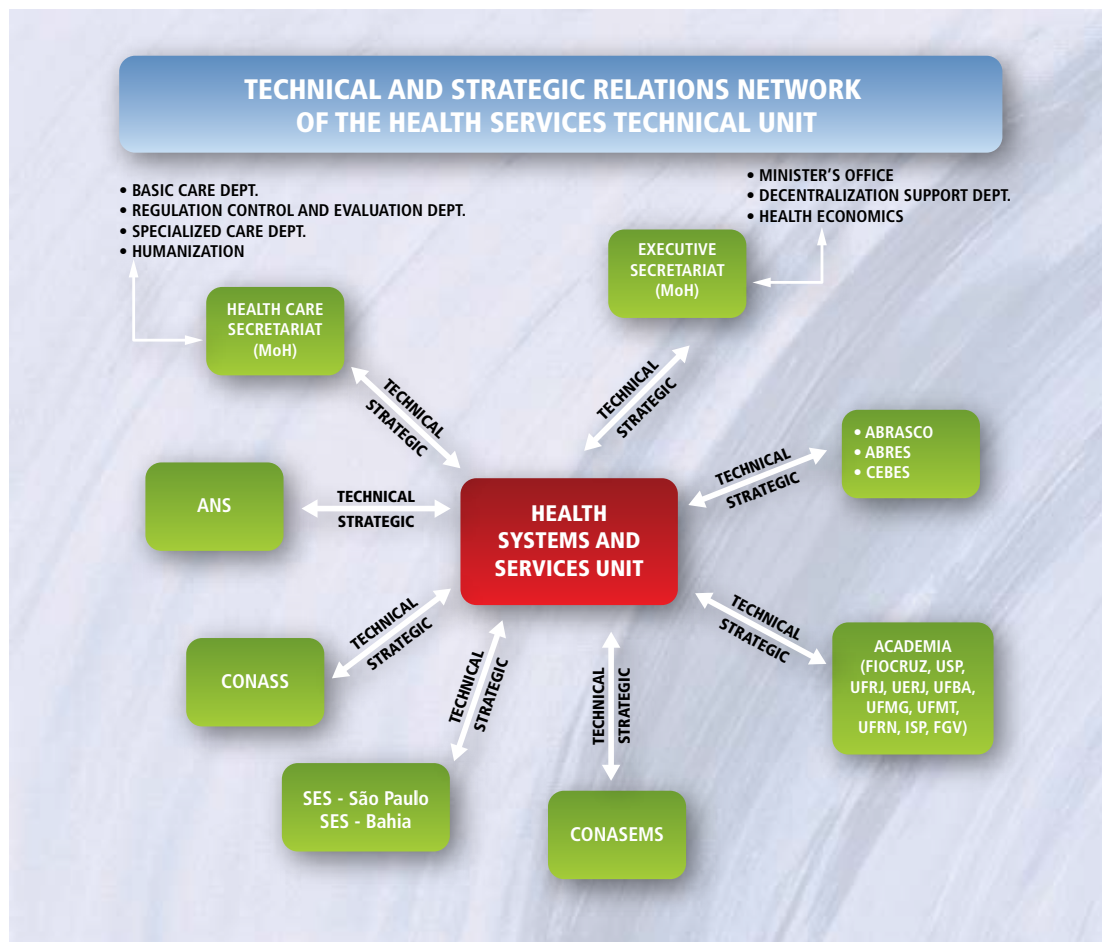 TECHNICAL AND STRATEGIC RELATIONS NETWORK
OF THE HEALTH SERVICES TECHNICAL UNIT
• BASIC CARE DEPT.
• REGULATION CONTROL AND EVALUATION DEPT.
• SPECIALIZED CARE DEPT.
• HUMANIZATION
• MINISTER'S OFFICE
• DECENTRALIZATION SUPPORT DEPT.
• HEALTH ECONOMICS
EXECUTIVE
SECRETARIAT
(MoH)
HEALTH CARE
SECRETARIAT
(MoH)
TECHNICAL
STRATEGIC
TECHNICAL
STRATEGIC
• ABRASCO
• ABRES
• CEBES
TECHNICAL
STRATEGIC
ANS
TECHNICAL
STRATEGIC
HEALTH
SYSTEMS AND
SERVICES UNIT
TECHNICAL
STRATEGIC
TECHNICAL
STRATEGIC
CONASS
ACADEMIA
(FIOCRUZ, USP,
UFRJ, UERJ, UFBA,
UFMG, UFMT,
UFRN, ISP, FGV)
TECHNICAL
STRATEGIC
TECHNICAL
STRATEGIC
SES - São Paulo
SES - Bahia
CONASEMS